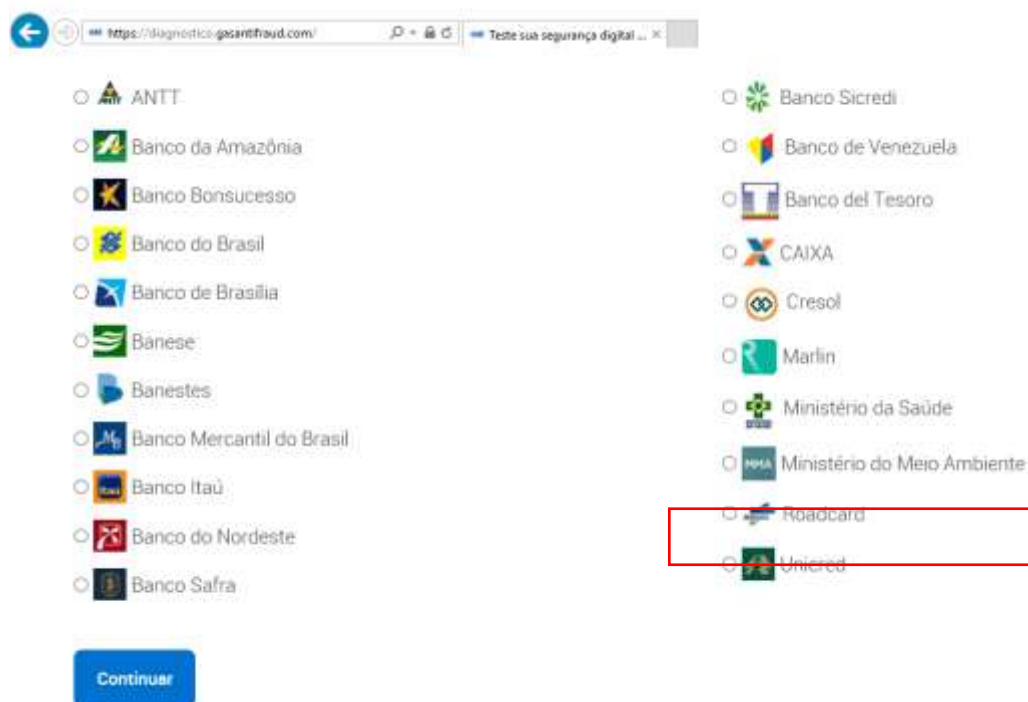 https://diagnostico.gasantifraud.com/
Teste sua segurança digital ...
ANTT
Banco da Amazônia
Banco Bonsucesso
Banco do Brasil
Banco de Brasília
Banese
Banestes
Banco Mercantil do Brasil
Banco Itaú
Banco do Nordeste
Banco Safra
Banco Sicredi
Banco de Venezuela
Banco del Tesoro
CAIXA
Cresol
Marlin
Ministério da Saúde
MMA Ministério do Meio Ambiente
Roadcard
Unicred
Continuar